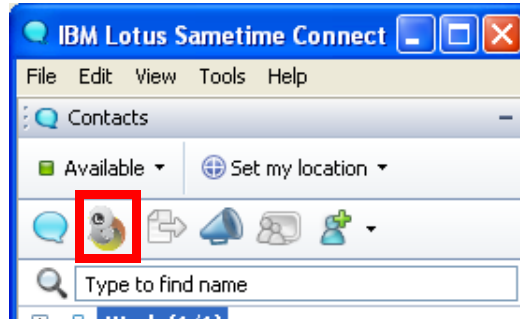 IBM Lotus Sametime Connect
File Edit View Tools Help
Contacts
Available Set my location
Type to find name